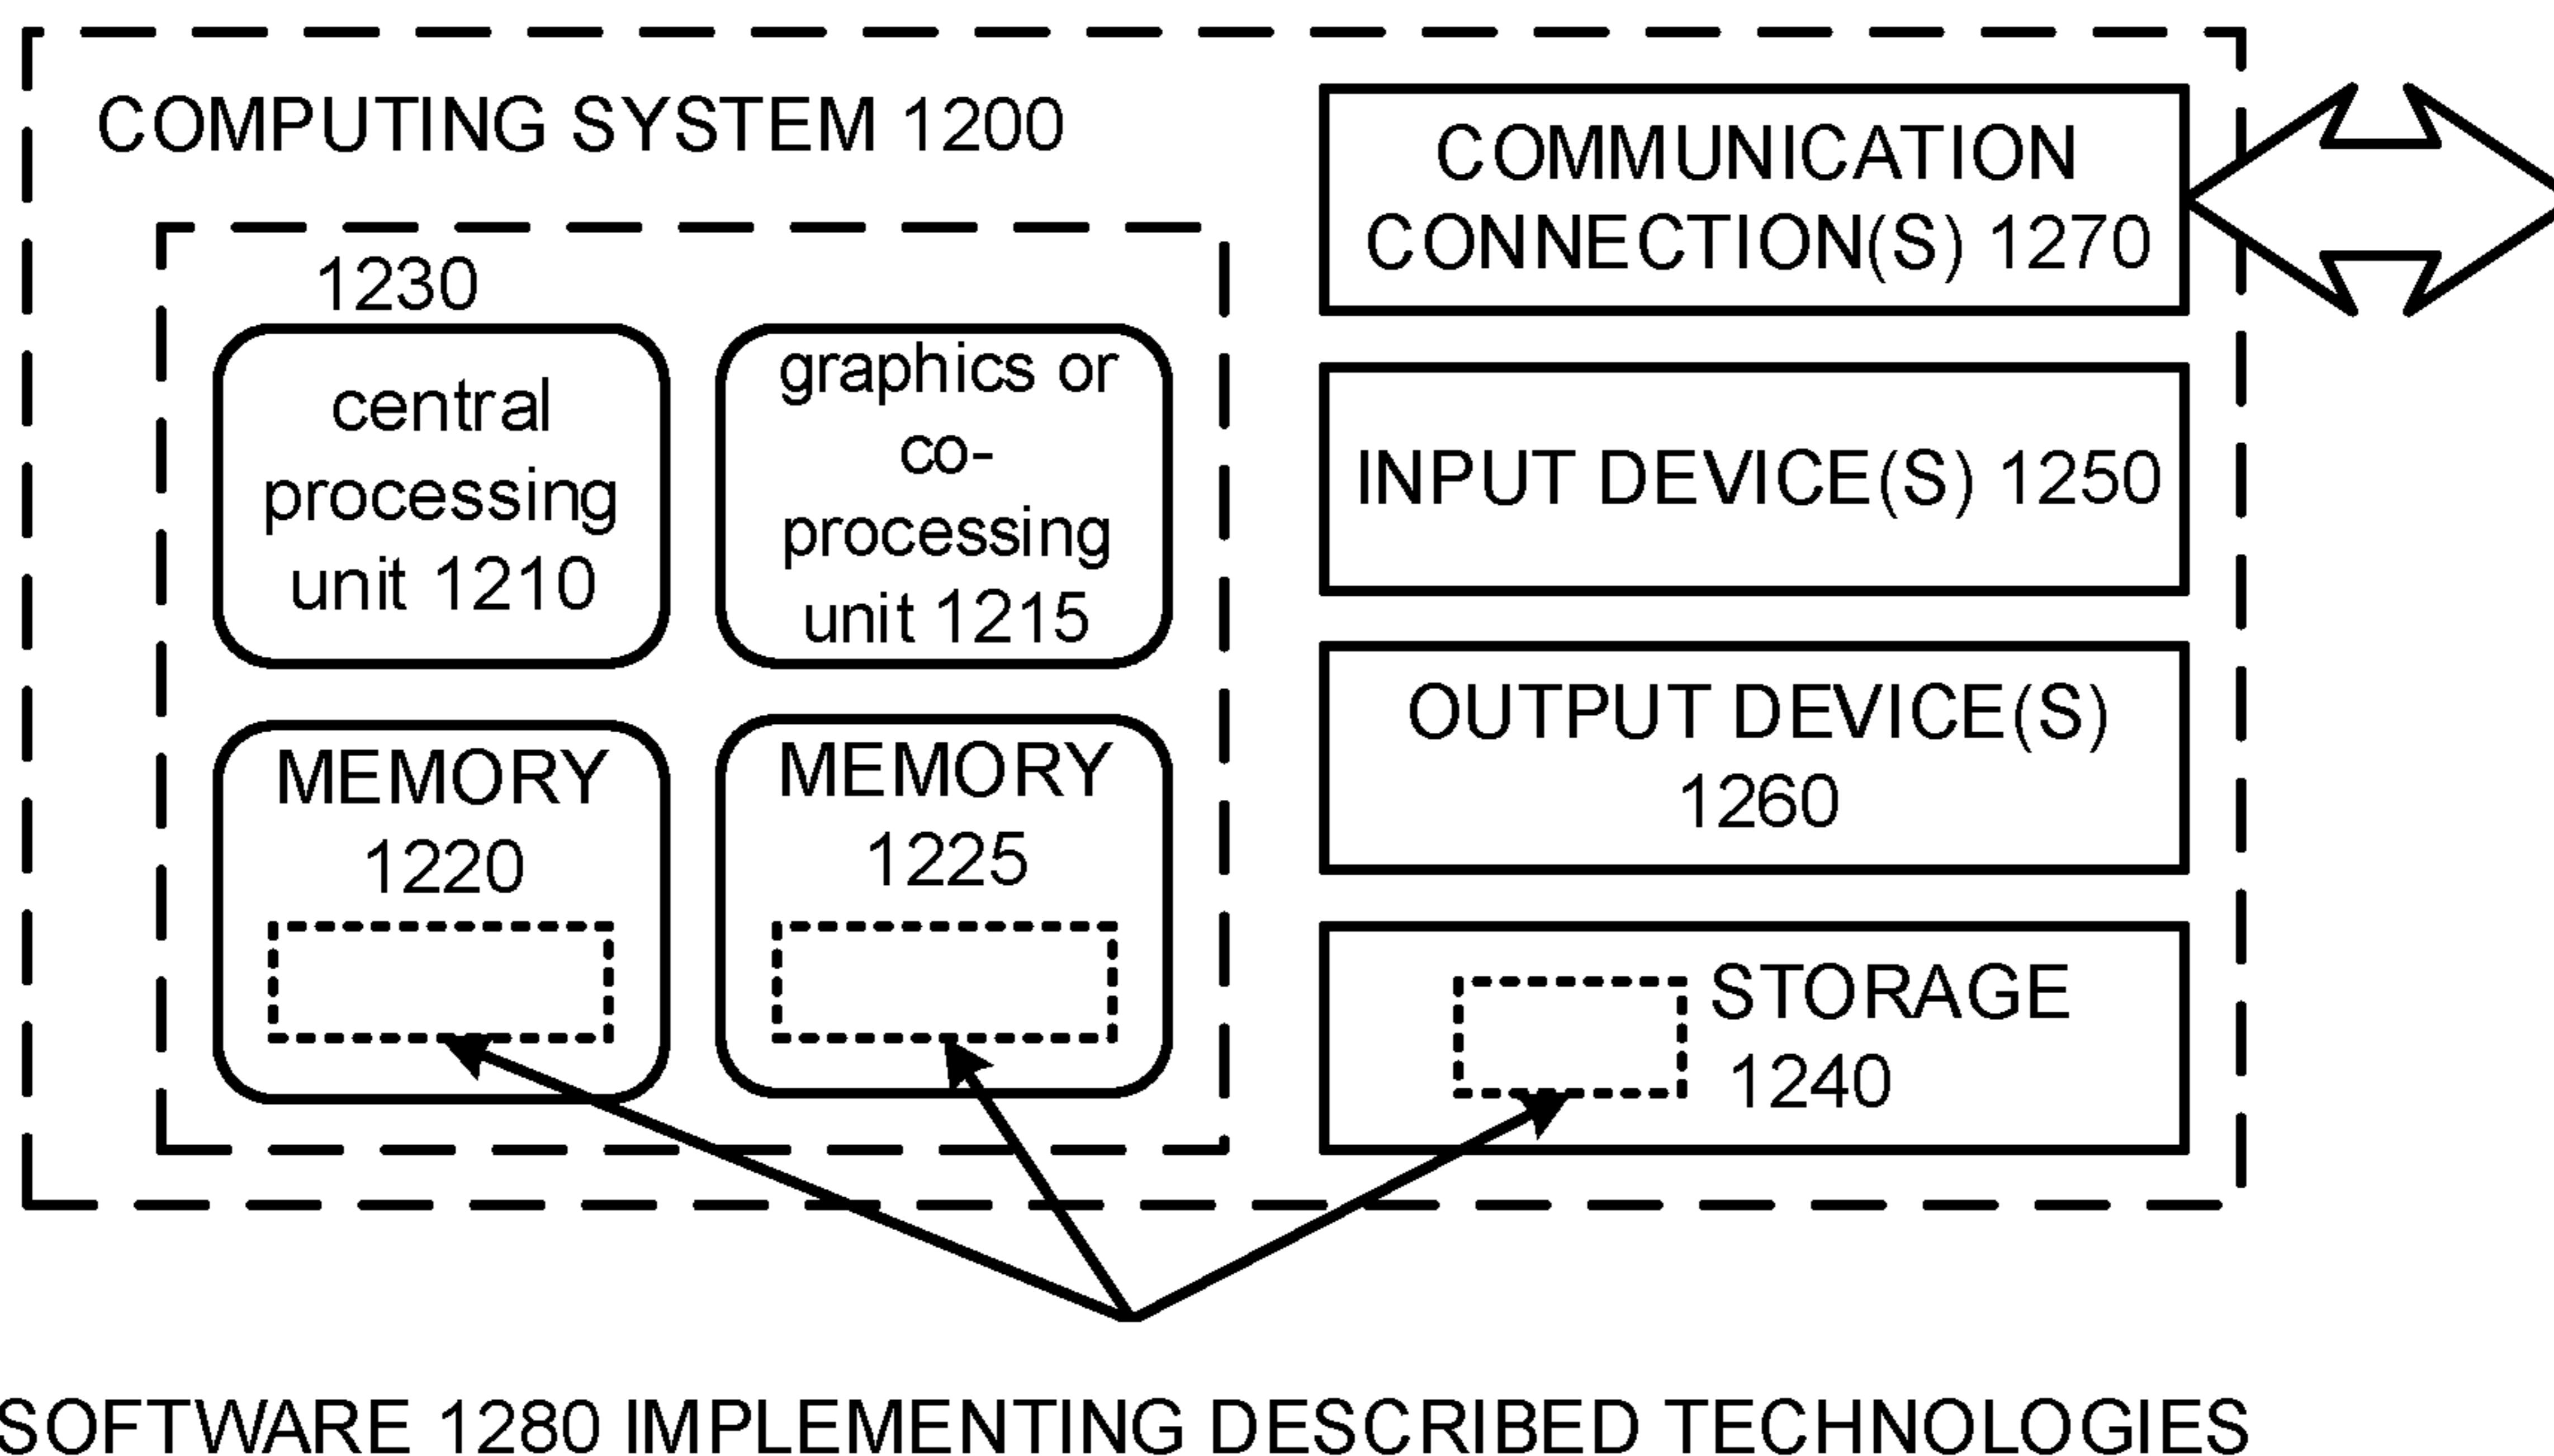 COMPUTING SYSTEM 1200
1230
central
processing
unit 1210
graphics or
co-
processing
unit 1215
MEMORY
1220
MEMORY
1225
COMMUNICATION
CONNECTION(S) 1270
INPUT DEVICE(S) 1250
OUTPUT DEVICE(S)
1260
STORAGE
1240
SOFTWARE 1280 IMPLEMENTING DESCRIBED TECHNOLOGIES